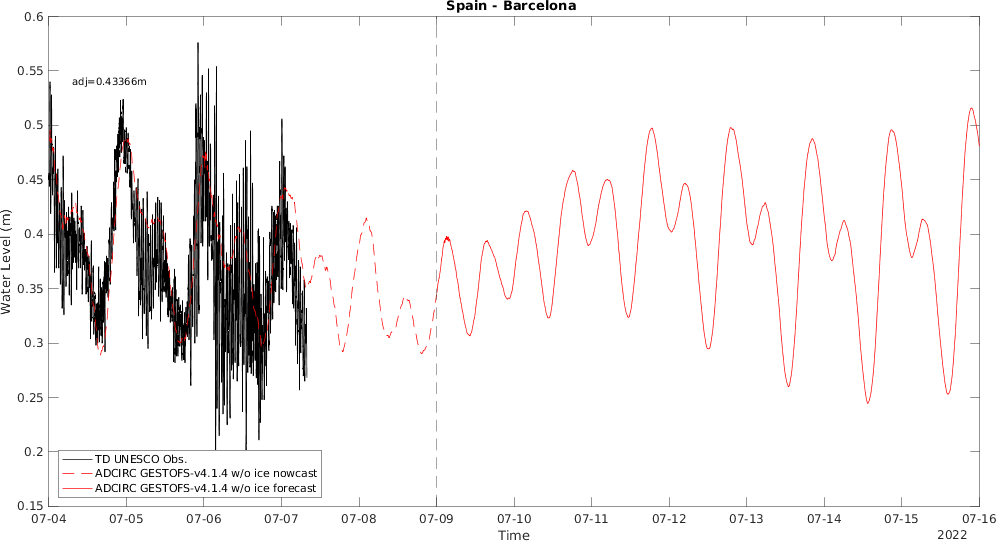 Spain - Barcelona
0.6
0.55
adj=0.43366m
0.5
0.45
0.4
0.35
0.3
0.25
0.2
0.15
Water Level (m)
TD UNESCO Obs.
ADCIRC GESTOFS-v4.1.4 w/o ice nowcast
ADCIRC GESTOFS-v4.1.4 w/o ice forecast
07-04 07-05 07-06 07-07 07-08 07-09 07-10 07-11 07-12 07-13 07-14 07-15 07-16
Time
2022